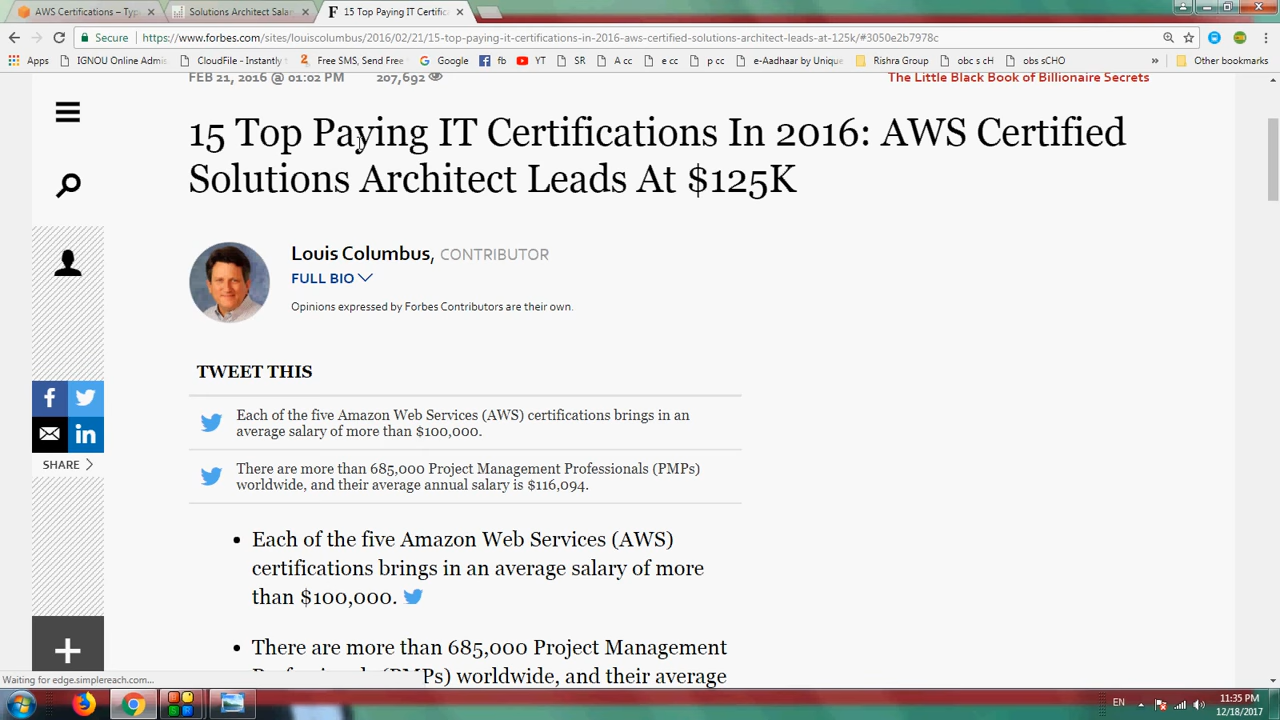 AWS Certifications – Typ
Solutions Architect Salar
F 15 Top Paying IT Certific
Secure https://www.forbes.com/sites/louiscolumbus/2016/02/21/15-top-paying-it-certifications-in-2016-aws-certified-solutions-architect-leads-at-125k/#3050e2b7978c
Apps IGNOU Online Admis CloudFile - Instantly Free SMS, Send Free Google fb YT SR A cc e cc p cc e-Aadhaar by Unique Rishra Group obc s cH obs sCHO » Other bookmarks
FEB 21, 2016 @ 01:02 PM 207,692 The Little Black Book of Billionaire Secrets
15 Top Paying IT Certifications In 2016: AWS Certified
Solutions Architect Leads At $125K
Louis Columbus, CONTRIBUTOR
FULL BIO
Opinions expressed by Forbes Contributors are their own.
TWEET THIS
Each of the five Amazon Web Services (AWS) certifications brings in an
average salary of more than $100,000.
There are more than 685,000 Project Management Professionals (PMPs)
worldwide, and their average annual salary is $116,094.
SHARE
• Each of the five Amazon Web Services (AWS)
certifications brings in an average salary of more
than $100,000.
• There are more than 685,000 Project Management
Professionals (PMPs) worldwide, and their average
Waiting for edge.simplereach.com...
EN 11:35 PM
12/18/2017